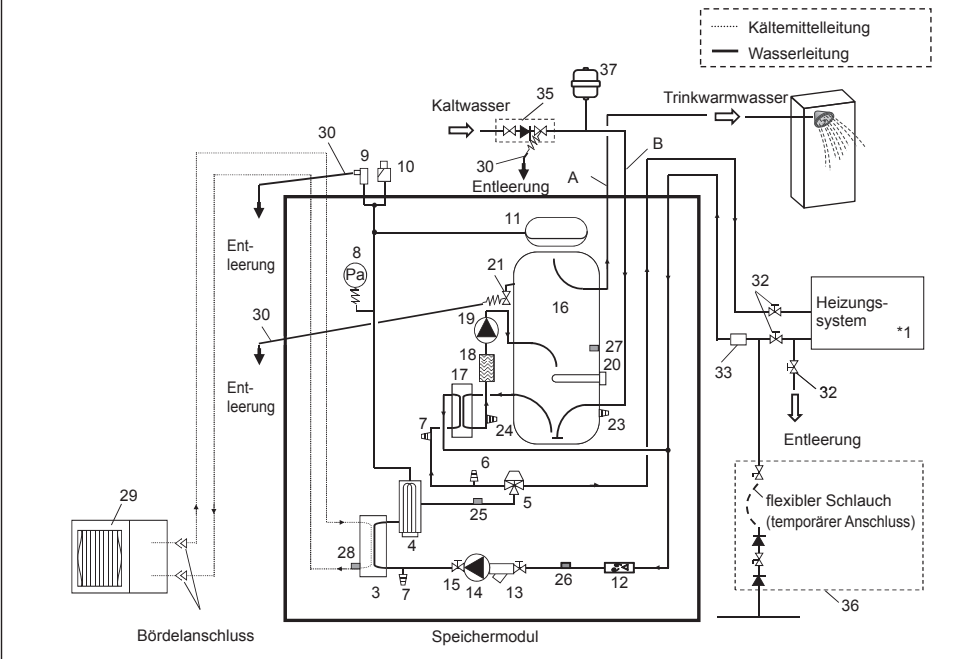 Kältemittelleitung
Wasserleitung
37
35
Kaltwasser
Trinkwarmwasser
30
9
10
30
Entleerung
A
B
11
Ent-
leerung
8
Pa
21
16
32
Heizungs-
system
*1
30
19
27
33
18
20
32
17
Ent-
leerung
7
24
23
Entleerung
6
5
29
25
4
flexibler Schlauch
(temporärer Anschluss)
28
3
7
15
14
13
26
12
36
Bördelanschluss
Speichermodul